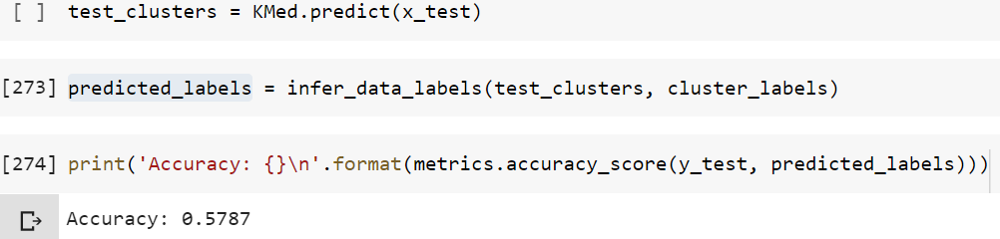 [ ] test_clusters = KMed.predict(x_test)
[273] predicted_labels = infer_data_labels(test_clusters, cluster_labels)
[274] print('Accuracy: {}\n'.format(metrics.accuracy_score(y_test, predicted_labels)))
Accuracy: 0.5787